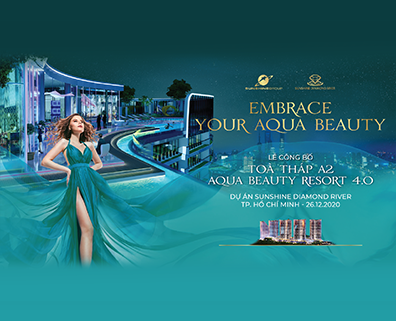 EMBRACE
YOUR AQUA BEAUTY
LỄ CÔNG BỐ
TOÀ THÁP A2
AQUA BEAUTY RESORT 4.0
DỰ ÁN SUNSHINE DIAMOND RIVER
TP. HỒ CHÍ MINH - 26.12.2020